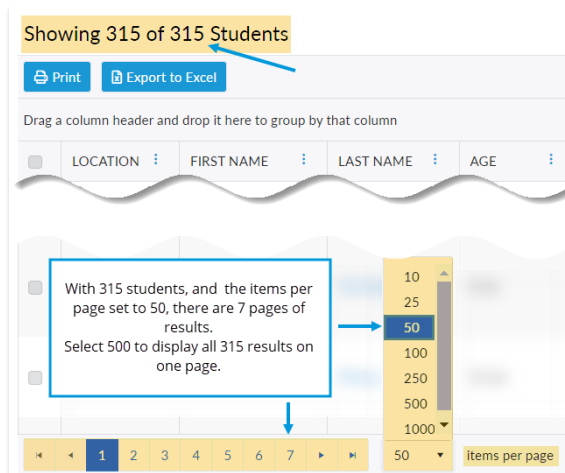 Showing 315 of 315 Students
Print Export to Excel
Drag a column header and drop it here to group by that column
LOCATION FIRST NAME LAST NAME AGE
With 315 students, and the items per
page set to 50, there are 7 pages of
results.
Select 500 to display all 315 results on
one page.
10
25
50
100
250
500
1000
1 2 3 4 5 6 7 50 items per page